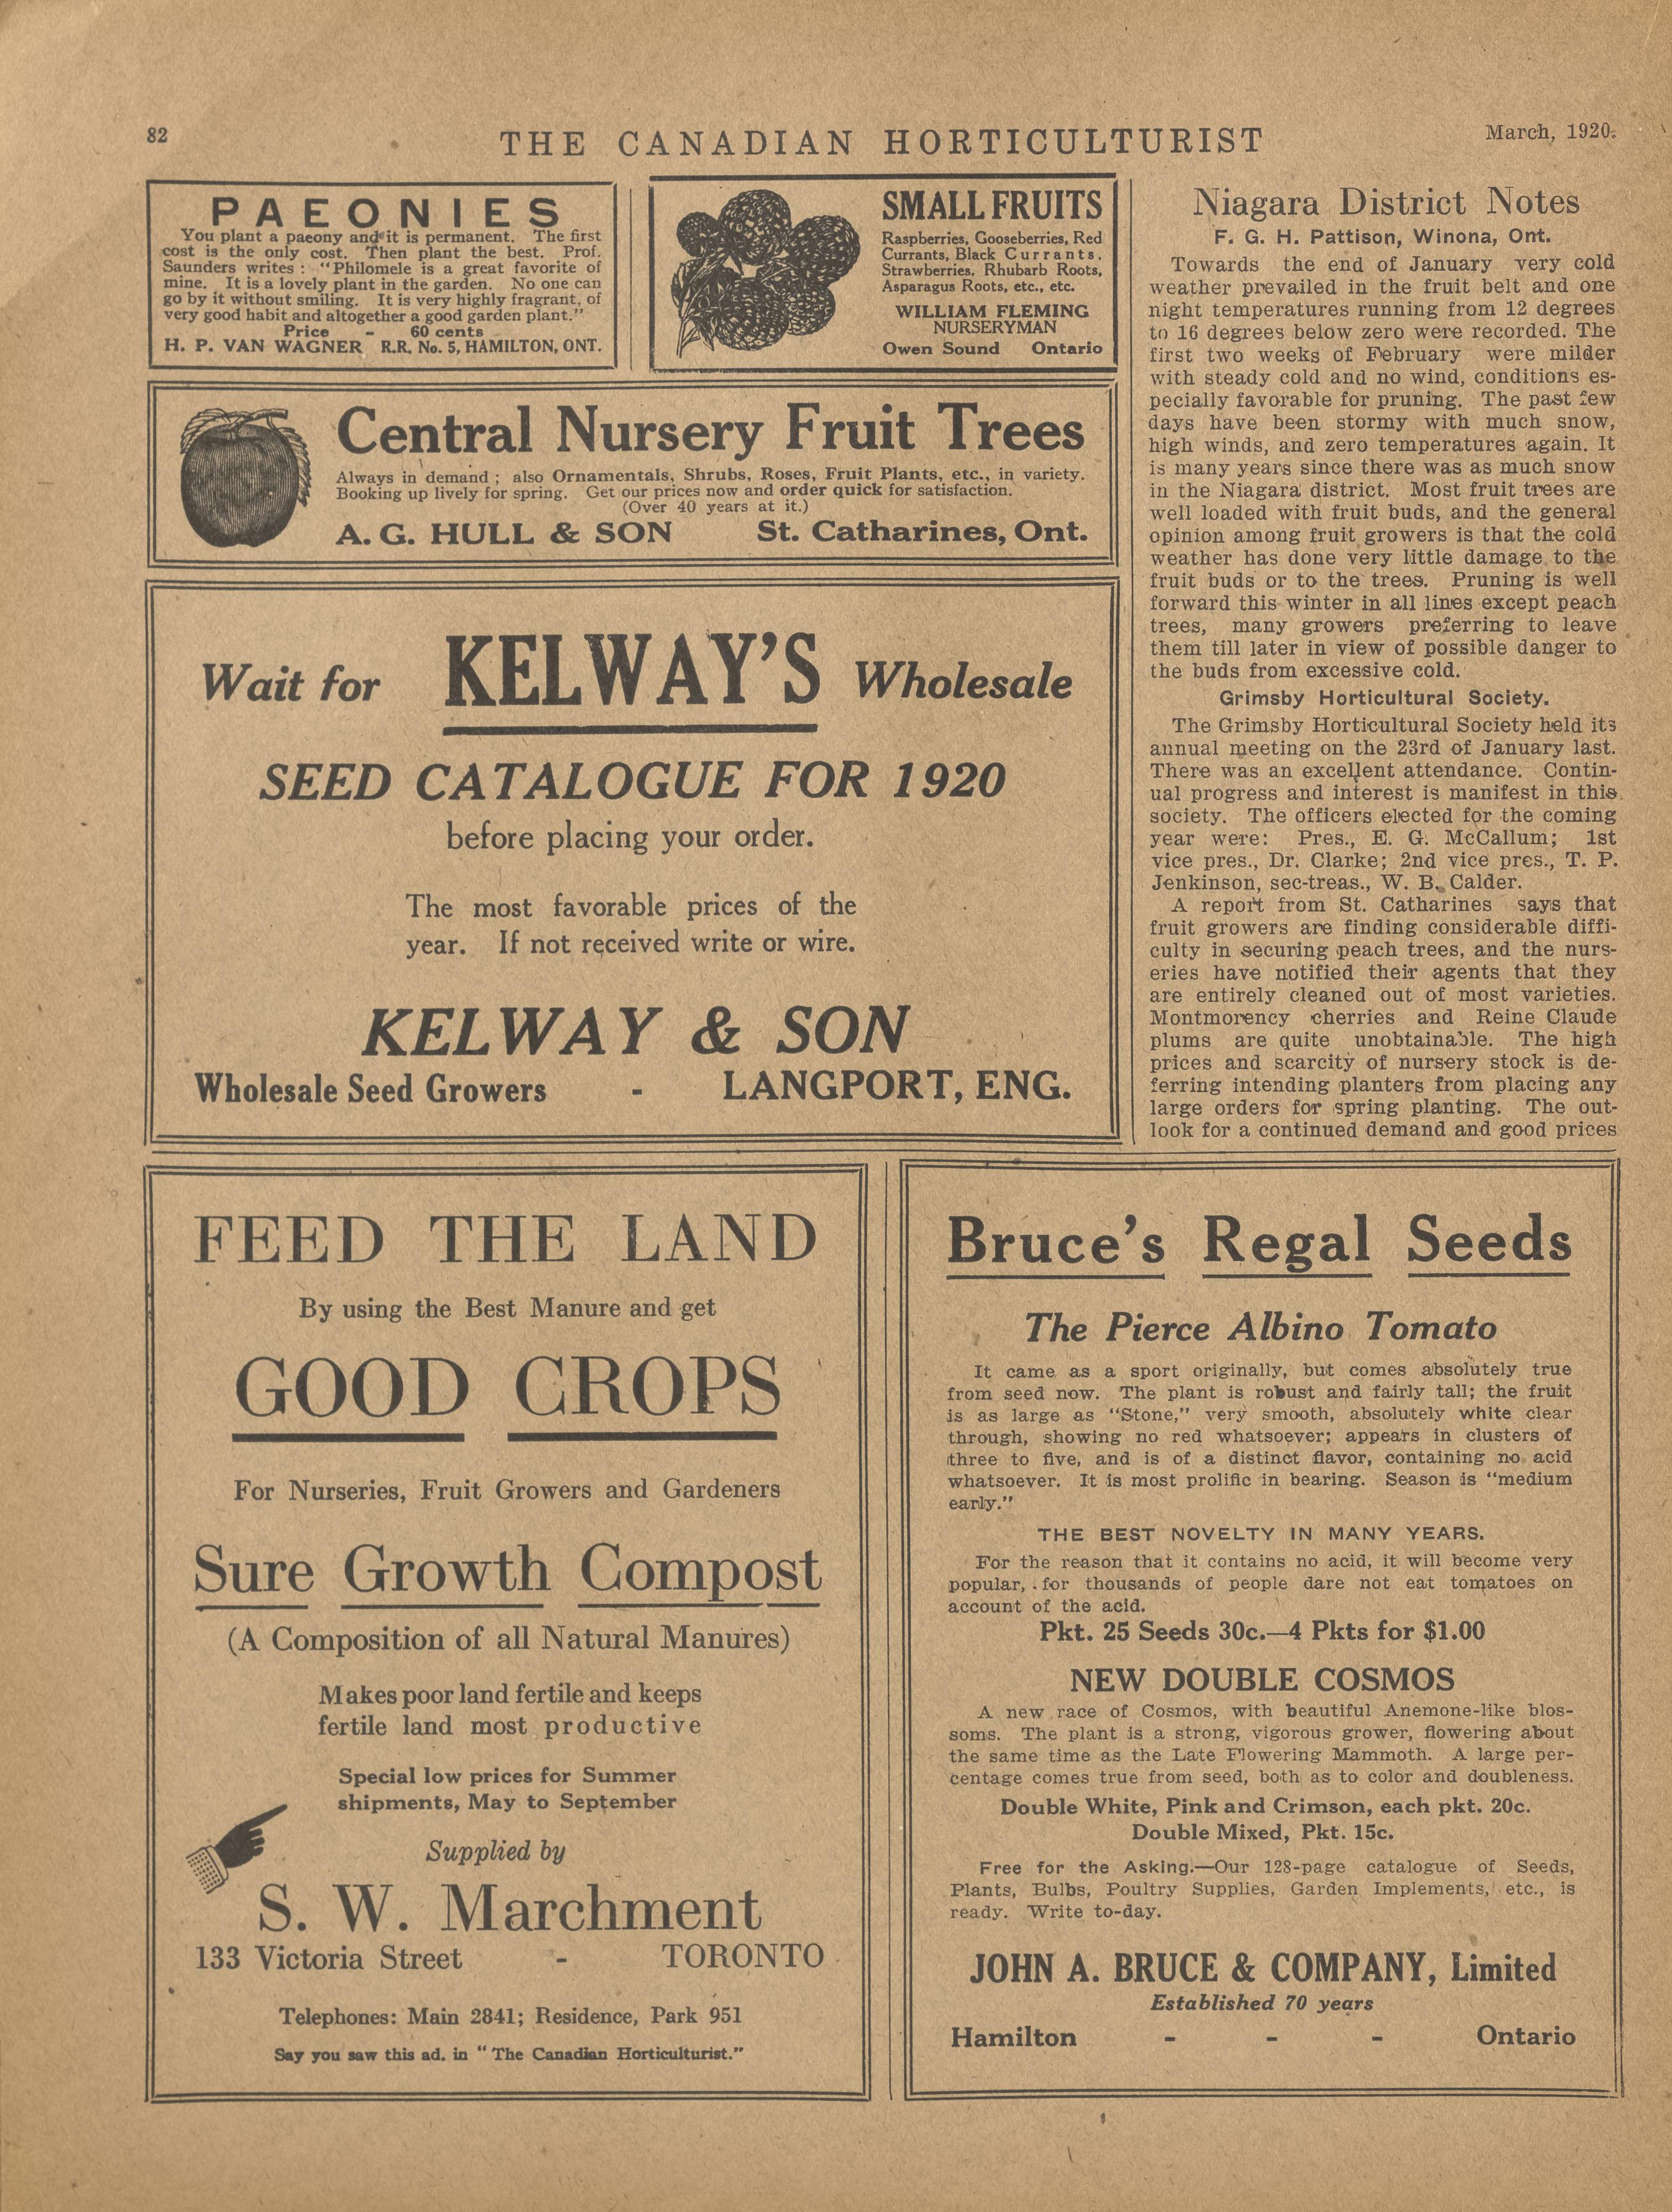 82
THE CANADIAN HORTICULTURIST
March, 1920.
PAEONIES
You plant a paeony and it is permanent. The first
cost is the only cost. Then plant the best. Prof.
Saunders writes : "Philomele is a great favorite of
mine. It is a lovely plant in the garden. No one can
go by it without smiling. It is very highly fragrant, of
very good habit and altogether a good garden plant."
Price - 60 cents
H. P. VAN WAGNER R.R. No. 5, HAMILTON, ONT.
SMALL FRUITS
Raspberries, Gooseberries, Red
Currants, Black Currants,
Strawberries, Rhubarb Roots,
Asparagus Roots, etc., etc.
WILLIAM FLEMING
NURSERYMAN
Owen Sound Ontario
Central Nursery Fruit Trees
Always in demand ; also Ornamentals, Shrubs, Roses, Fruit Plants, etc., in variety.
Booking up lively for spring. Get our prices now and order quick for satisfaction.
(Over 40 years at it.)
A. G. HULL & SON St. Catharines, Ont.
Wait for KELWAY'S Wholesale
SEED CATALOGUE FOR 1920
before placing your order.
The most favorable prices of the
year. If not received write or wire.
KELWAY & SON
Wholesale Seed Growers - LANGPORT, ENG.
Niagara District Notes
F. G. H. Pattison, Winona, Ont.
Towards the end of January very cold
weather prevailed in the fruit belt and one
night temperatures running from 12 degrees
to 16 degrees below zero were recorded. The
first two weeks of February were milder
with steady cold and no wind, conditions es-
pecially favorable for pruning. The past few
days have been stormy with much snow,
high winds, and zero temperatures again. It
is many years since there was as much snow
in the Niagara district. Most fruit trees are
well loaded with fruit buds, and the general
opinion among fruit growers is that the cold
weather has done very little damage to the
fruit buds or to the trees. Pruning is well
forward this winter in all lines except peach
trees, many growers preferring to leave
them till later in view of possible danger to
the buds from excessive cold.
Grimsby Horticultural Society.
The Grimsby Horticultural Society held its
annual meeting on the 23rd of January last.
There was an excellent attendance. Contin-
ual progress and interest is manifest in this
society. The officers elected for the coming
year were: Pres., E. G. McCallum; 1st
vice pres., Dr. Clarke; 2nd vice pres., T. P.
Jenkinson, sec-treas., W. B. Calder.
A report from St. Catharines says that
fruit growers are finding considerable diffi-
culty in securing peach trees, and the nurs-
eries have notified their agents that they
are entirely cleaned out of most varieties.
Montmorency cherries and Reine Claude
plums are quite unobtainable. The high
prices and scarcity of nursery stock is de-
ferring intending planters from placing any
large orders for spring planting. The out-
look for a continued demand and good prices
FEED THE LAND
By using the Best Manure and get
GOOD CROPS
For Nurseries, Fruit Growers and Gardeners
Sure Growth Compost
(A Composition of all Natural Manures)
Makes poor land fertile and keeps
fertile land most productive
Special low prices for Summer
shipments, May to September
Supplied by
S. W. Marchment
133 Victoria Street - TORONTO
Telephones: Main 2841; Residence, Park 951
Say you saw this ad. in "The Canadian Horticulturist."
Bruce's Regal Seeds
The Pierce Albino Tomato
It came as a sport originally, but comes absolutely true
from seed now. The plant is robust and fairly tall; the fruit
is as large as "Stone," very smooth, absolutely white clear
through, showing no red whatsoever; appears in clusters of
three to five, and is of a distinct flavor, containing no acid
whatsoever. It is most prolific in bearing. Season is "medium
early."
THE BEST NOVELTY IN MANY YEARS.
For the reason that it contains no acid, it will become very
popular, for thousands of people dare not eat tomatoes on
account of the acid.
Pkt. 25 Seeds 30c.—4 Pkts for $1.00
NEW DOUBLE COSMOS
A new race of Cosmos, with beautiful Anemone-like blos-
soms. The plant is a strong, vigorous grower, flowering about
the same time as the Late Flowering Mammoth. A large per-
centage comes true from seed, both as to color and doubleness.
Double White, Pink and Crimson, each pkt. 20c.
Double Mixed, Pkt. 15c.
Free for the Asking.—Our 128-page catalogue of Seeds,
Plants, Bulbs, Poultry Supplies, Garden Implements, etc., is
ready. Write to-day.
JOHN A. BRUCE & COMPANY, Limited
Established 70 years
Hamilton - - - Ontario